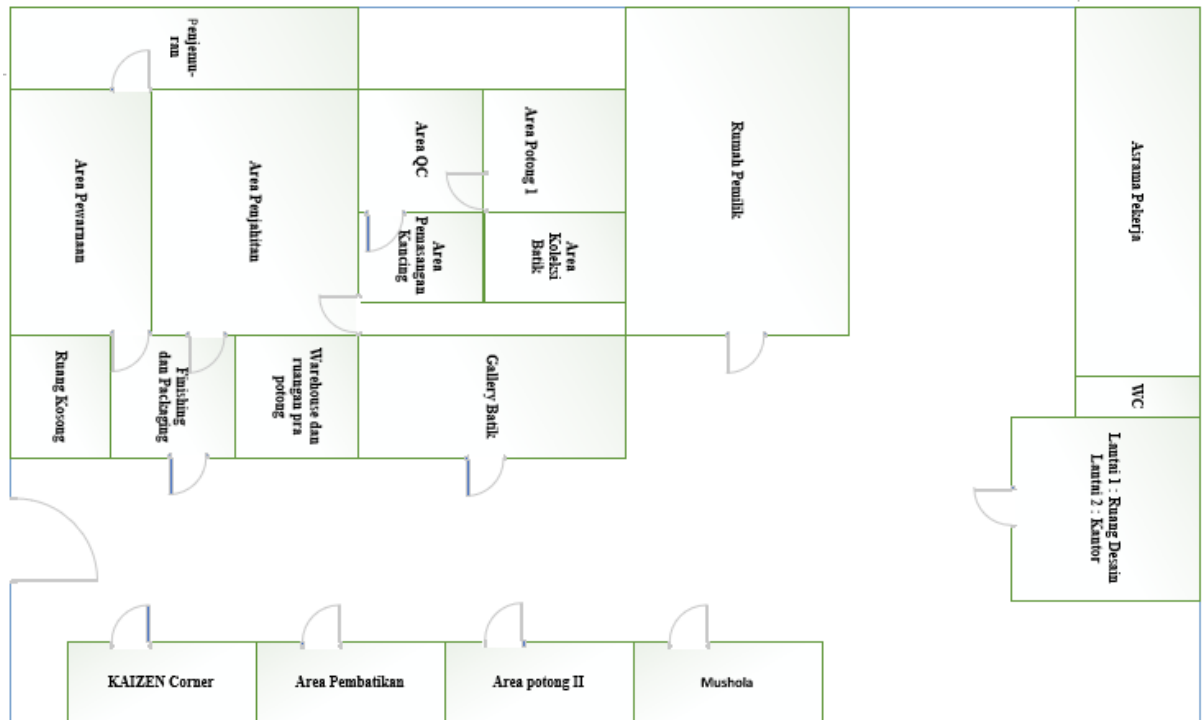 Penjemu-
ran
Area Pewarnaan
Area Penjahitan
Area QC
Area Potong 1
Area
Pemasangan
Kancing
Area
Koleksi
Batik
Rumah Pemilik
Asrama Pekerja
WC
Ruang Kosong
Finishing
dan Packaging
Warehouse dan
ruangan pra
potong
Gallery Batik
Lantai 1 : Ruang Desain
Lantai 2 : Kantor
KAIZEN Corner
Area Pembatikan
Area potong II
Mushola